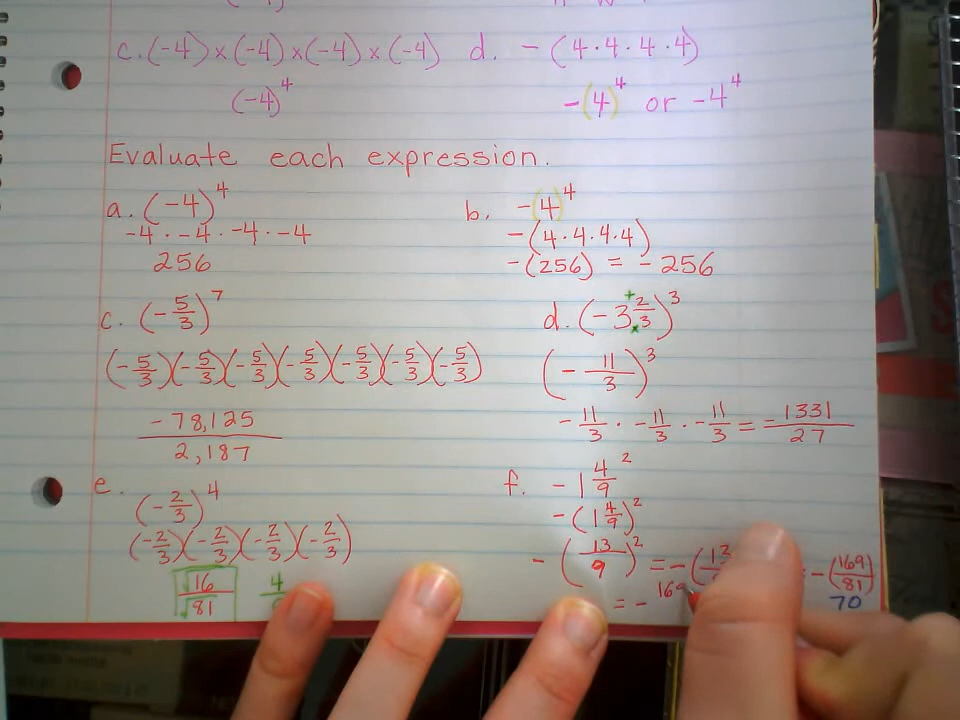 c. (-4)×(-4)×(-4)×(-4)   d. -(4·4·4·4)
(-4)^4   -(4)^4 or -4^4
Evaluate each expression.
a. (-4)^4
-4·-4·-4·-4
256
b. -(4)^4
-(4·4·4·4)
-(256) = -256
c. (-5/3)^7
(-5/3)(-5/3)(-5/3)(-5/3)(-5/3)(-5/3)(-5/3)
-78,125/2,187
d. (-3 2/3)^3
+
×
(-11/3)^3
-11/3 · -11/3 · -11/3 = -1331/27
e. (-2/3)^4
(-2/3)(-2/3)(-2/3)(-2/3)
√16/√81   4
f. -1 4/9^2
-(1 4/9)^2
-(13/9)^2 = -(13 = -(169/81)
= -169
70